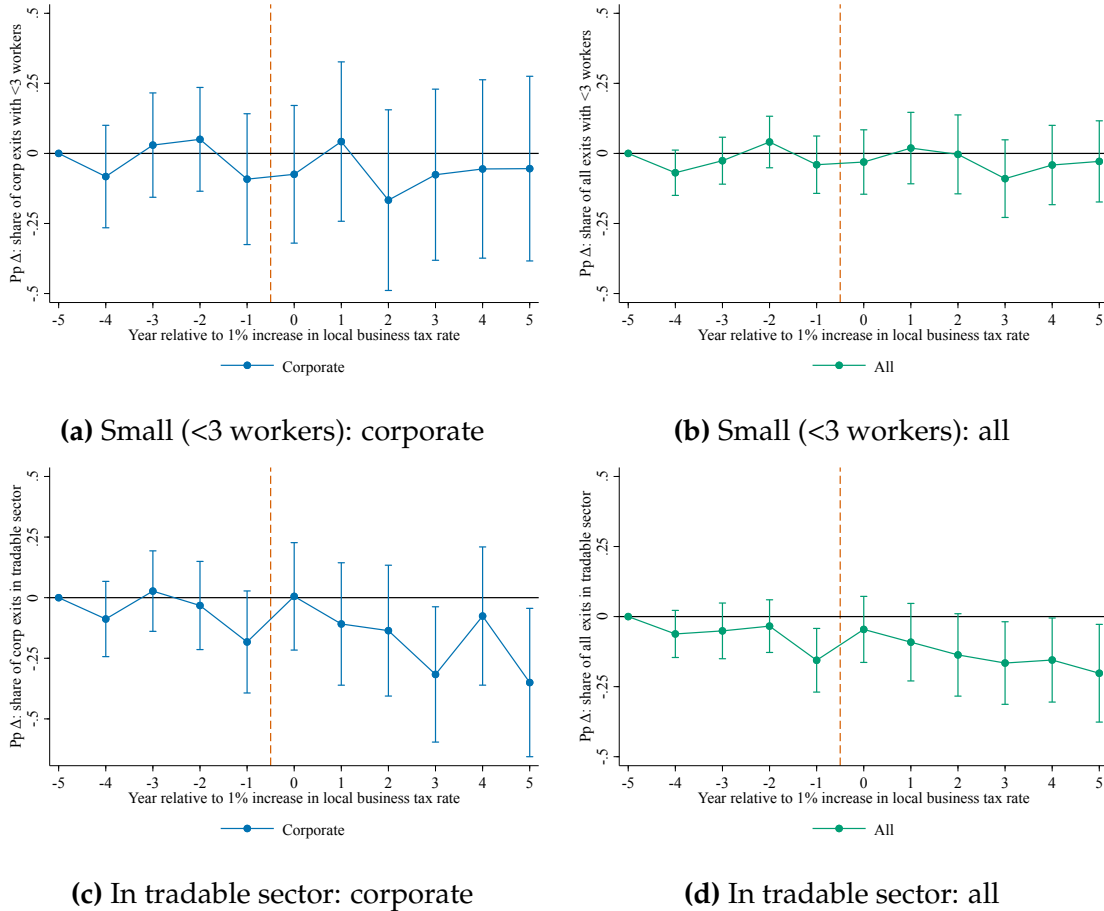 Pp Δ: share of corp exits with <3 workers
.5
.25
0
-.25
-.5
-5 -4 -3 -2 -1 0 1 2 3 4 5
Year relative to 1% increase in local business tax rate
Corporate
(a) Small (<3 workers): corporate
Pp Δ: share of all exits with <3 workers
.5
.25
0
-.25
-.5
-5 -4 -3 -2 -1 0 1 2 3 4 5
Year relative to 1% increase in local business tax rate
All
(b) Small (<3 workers): all
Pp Δ: share of corp exits in tradable sector
.5
.25
0
-.25
-.5
-5 -4 -3 -2 -1 0 1 2 3 4 5
Year relative to 1% increase in local business tax rate
Corporate
(c) In tradable sector: corporate
Pp Δ: share of all exits in tradable sector
.5
.25
0
-.25
-.5
-5 -4 -3 -2 -1 0 1 2 3 4 5
Year relative to 1% increase in local business tax rate
All
(d) In tradable sector: all